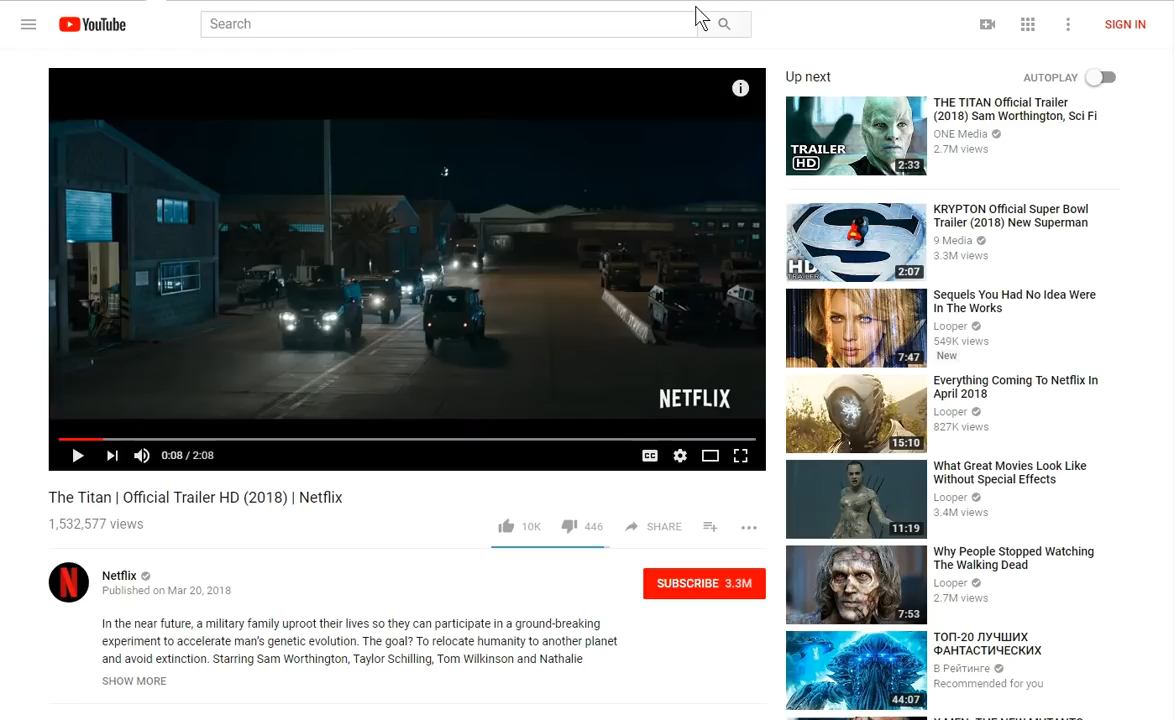 YouTube
Search
SIGN IN
NETFLIX
0:08 / 2:08
CC
The Titan | Official Trailer HD (2018) | Netflix
1,532,577 views
10K
446
SHARE
N
Netflix
Published on Mar 20, 2018
SUBSCRIBE 3.3M
In the near future, a military family uproot their lives so they can participate in a ground-breaking
experiment to accelerate man's genetic evolution. The goal? To relocate humanity to another planet
and avoid extinction. Starring Sam Worthington, Taylor Schilling, Tom Wilkinson and Nathalie
SHOW MORE
Up next
AUTOPLAY
TRAILER
HD
2:33
THE TITAN Official Trailer
(2018) Sam Worthington, Sci Fi
ONE Media
2.7M views
HD
TRAILER
2:07
KRYPTON Official Super Bowl
Trailer (2018) New Superman
9 Media
3.3M views
7:47
Sequels You Had No Idea Were
In The Works
Looper
549K views
New
15:10
Everything Coming To Netflix In
April 2018
Looper
827K views
11:19
What Great Movies Look Like
Without Special Effects
Looper
3.4M views
7:53
Why People Stopped Watching
The Walking Dead
Looper
2.7M views
44:07
ТОП-20 ЛУЧШИХ
ФАНТАСТИЧЕСКИХ
В Рейтинге
Recommended for you